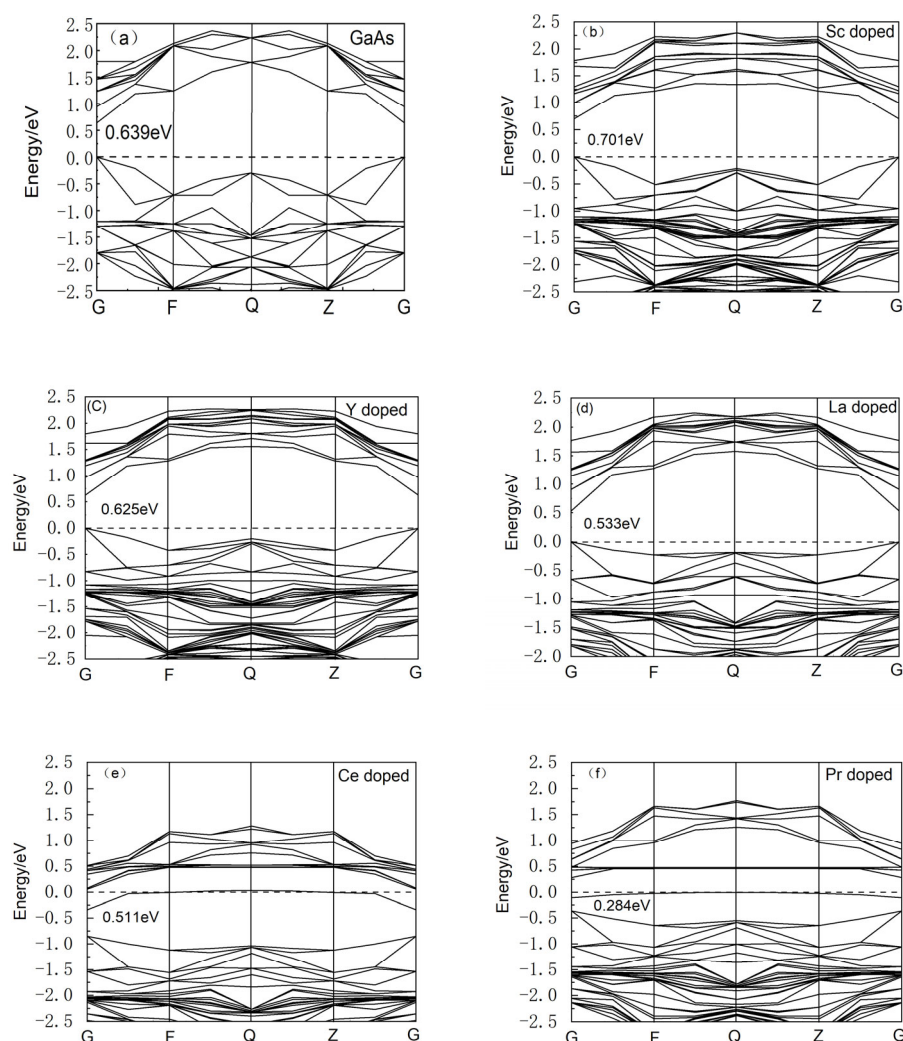 (a) GaAs
Energy/eV
2.5
2.0
1.5
1.0
0.5
0.0
-0.5
-1.0
-1.5
-2.0
-2.5
0.639eV
G F Q Z G
(b) Sc doped
Energy/eV
2.5
2.0
1.5
1.0
0.5
0.0
-0.5
-1.0
-1.5
-2.0
-2.5
0.701eV
G F Q Z G
(C) Y doped
Energy/eV
2.5
2.0
1.5
1.0
0.5
0.0
-0.5
-1.0
-1.5
-2.0
-2.5
0.625eV
G F Q Z G
(d) La doped
Energy/eV
2.5
2.0
1.5
1.0
0.5
0.0
-0.5
-1.0
-1.5
-2.0
0.533eV
G F Q Z G
(e) Ce doped
Energy/eV
2.5
2.0
1.5
1.0
0.5
0.0
-0.5
-1.0
-1.5
-2.0
-2.5
0.511eV
G F Q Z G
(f) Pr doped
Energy/eV
2.5
2.0
1.5
1.0
0.5
0.0
-0.5
-1.0
-1.5
-2.0
-2.5
0.284eV
G F Q Z G